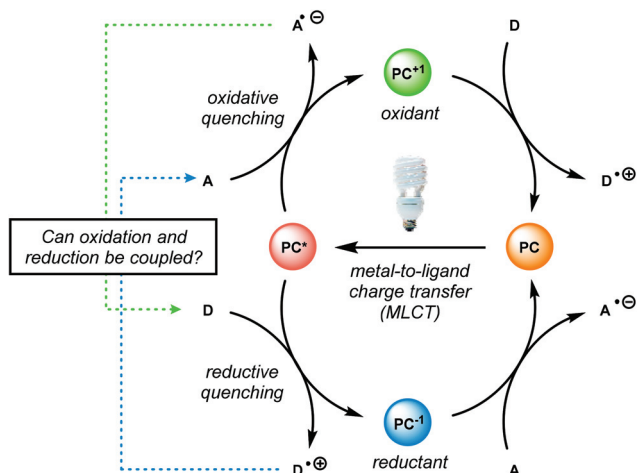 A•⊖
D
PC+1
oxidant
oxidative
quenching
A
D•⊕
Can oxidation and
reduction be coupled?
PC*
PC
metal-to-ligand
charge transfer
(MLCT)
D
A•⊖
reductive
quenching
PC-1
reductant
D•⊕
A